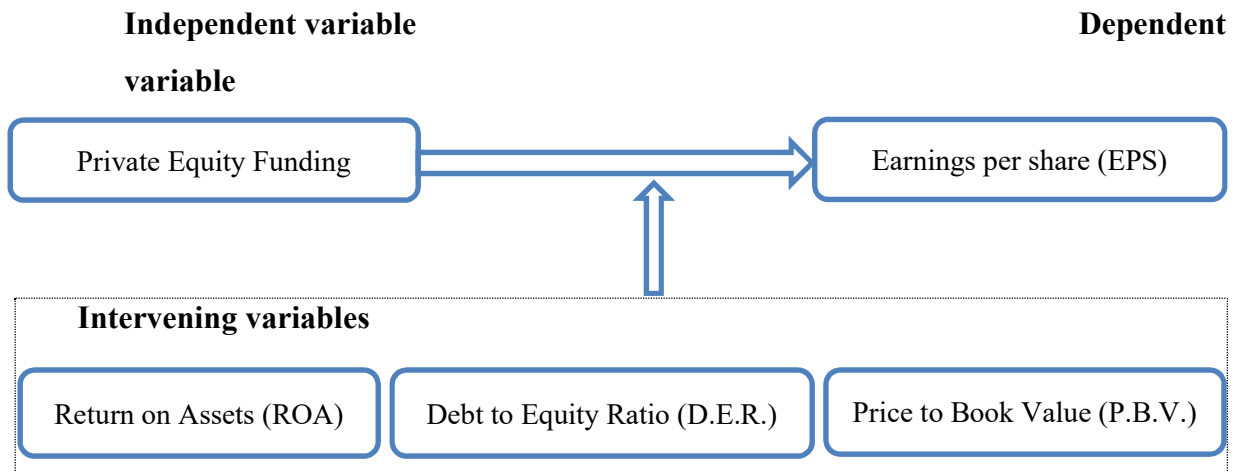 Independent variable Dependent
variable
Private Equity Funding Earnings per share (EPS)
Intervening variables
Return on Assets (ROA) Debt to Equity Ratio (D.E.R.) Price to Book Value (P.B.V.)